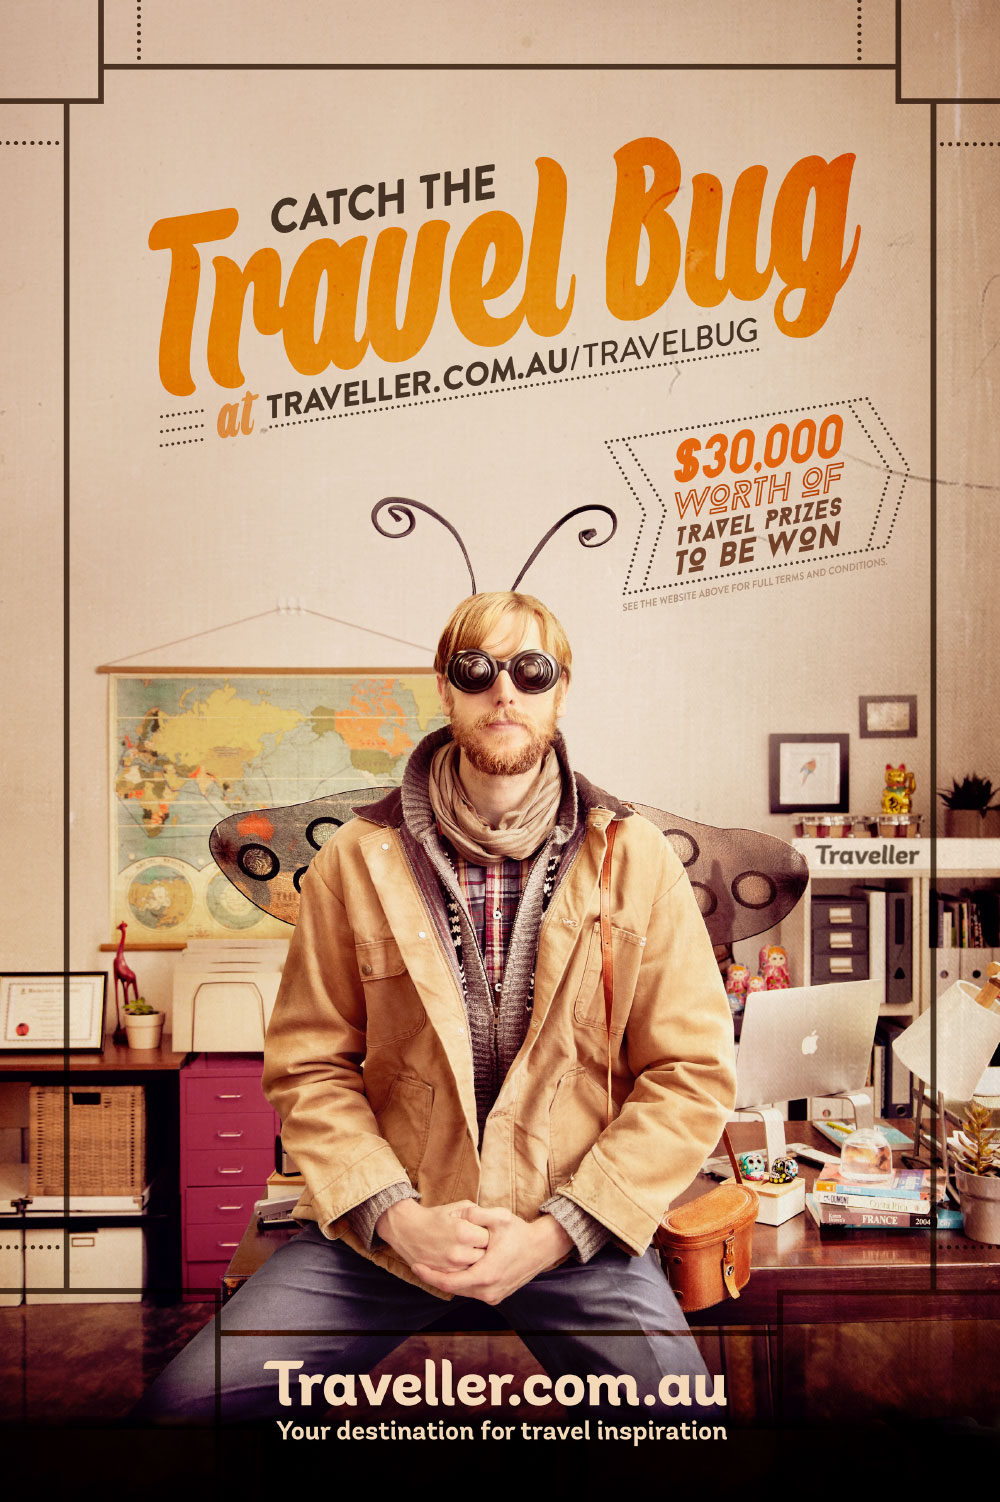 CATCH THE
Travel Bug
at TRAVELLER.COM.AU/TRAVELBUG
$30,000
WORTH OF
TRAVEL PRIZES
TO BE WON
SEE THE WEBSITE ABOVE FOR FULL TERMS AND CONDITIONS.
Traveller
FRANCE 2004
Traveller.com.au
Your destination for travel inspiration